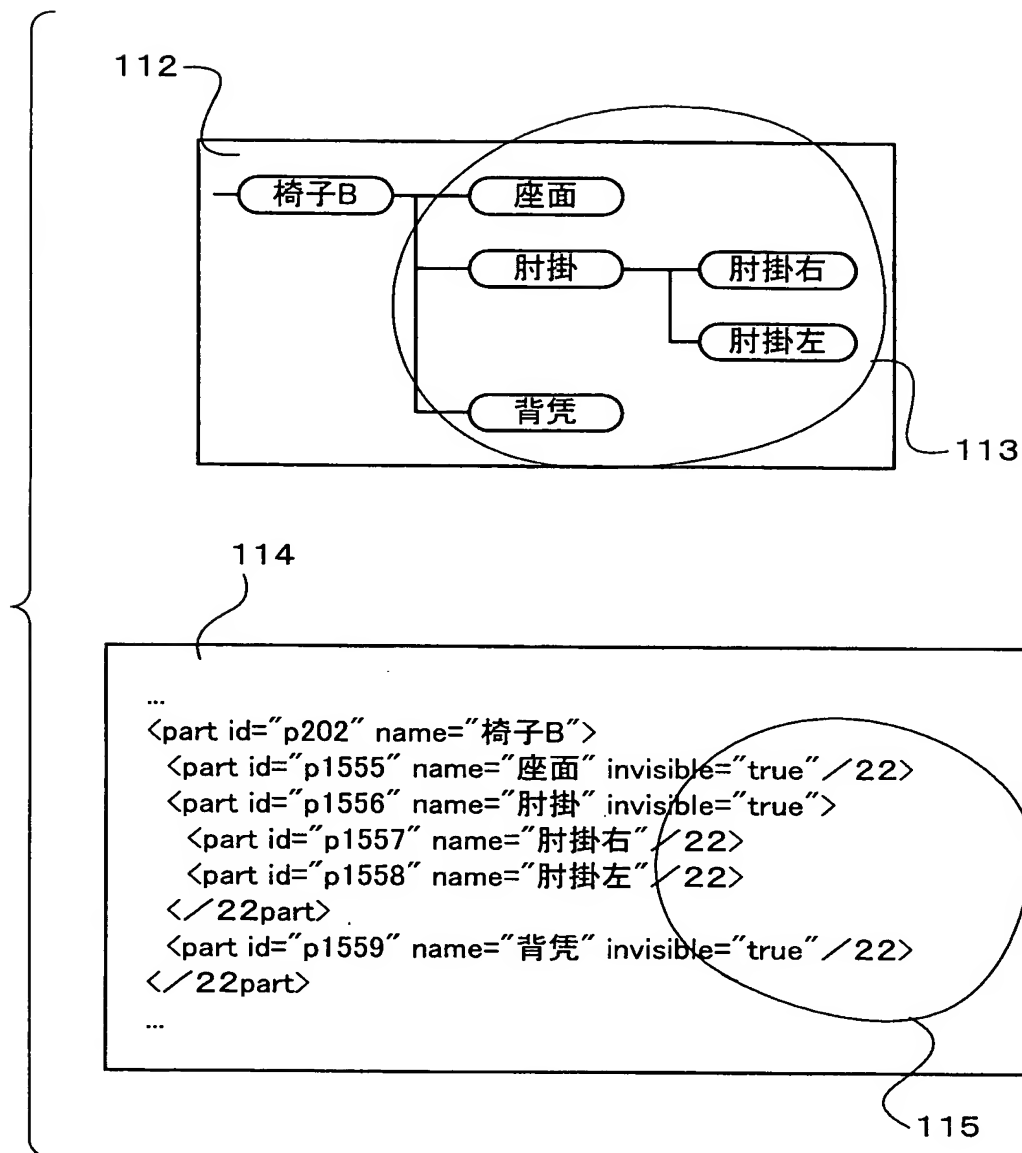 112
椅子B
座面
肘掛
肘掛右
肘掛左
背凭
113
114
...
<part id="p202" name="椅子B">
<part id="p1555" name="座面" invisible="true"／22>
<part id="p1556" name="肘掛" invisible="true">
<part id="p1557" name="肘掛右"／22>
<part id="p1558" name="肘掛左"／22>
<／22part>
<part id="p1559" name="背凭" invisible="true"／22>
<／22part>
...
115